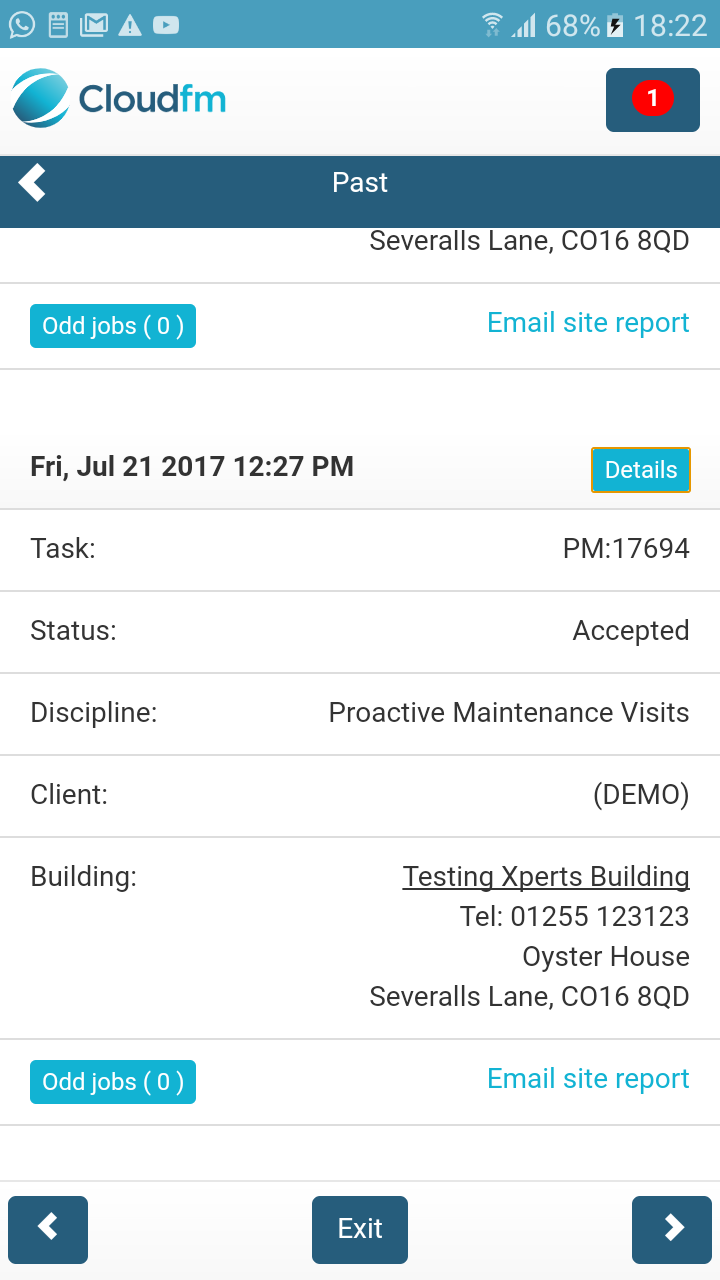 68% 18:22
Cloudfm
1
Past
Severalls Lane, CO16 8QD
Odd jobs ( 0 ) Email site report
Fri, Jul 21 2017 12:27 PM Details
Task: PM:17694
Status: Accepted
Discipline: Proactive Maintenance Visits
Client: (DEMO)
Building: Testing Xperts Building
Tel: 01255 123123
Oyster House
Severalls Lane, CO16 8QD
Odd jobs ( 0 ) Email site report
Exit